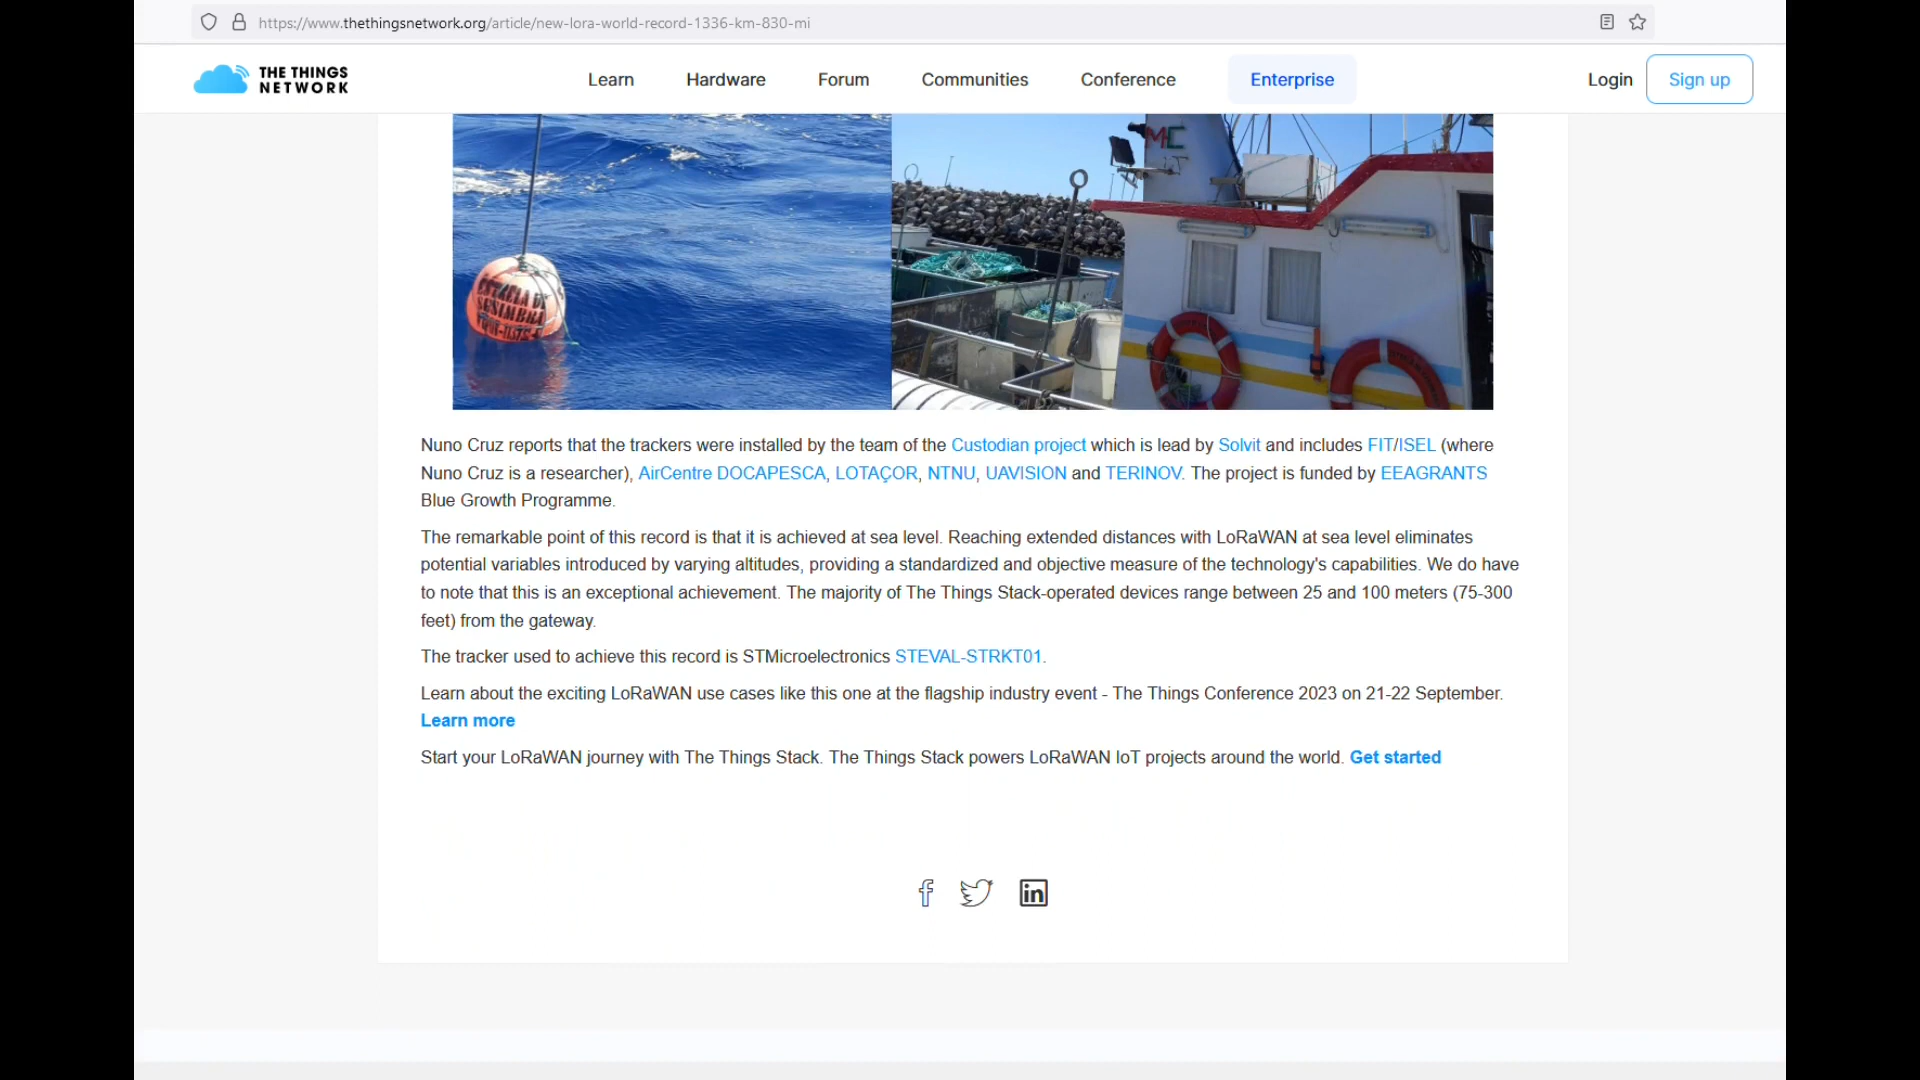 https://www.thethingsnetwork.org/article/new-lora-world-record-1336-km-830-mi
THE THINGS
NETWORK
Learn
Hardware
Forum
Communities
Conference
Enterprise
Login
Sign up
MC
ESTRELA DE
SESIMBRA
Nuno Cruz reports that the trackers were installed by the team of the Custodian project which is lead by Solvit and includes FIT/ISEL (where
Nuno Cruz is a researcher), AirCentre DOCAPESCA, LOTAÇOR, NTNU, UAVISION and TERINOV. The project is funded by EEAGRANTS
Blue Growth Programme.
The remarkable point of this record is that it is achieved at sea level. Reaching extended distances with LoRaWAN at sea level eliminates
potential variables introduced by varying altitudes, providing a standardized and objective measure of the technology's capabilities. We do have
to note that this is an exceptional achievement. The majority of The Things Stack-operated devices range between 25 and 100 meters (75-300
feet) from the gateway.
The tracker used to achieve this record is STMicroelectronics STEVAL-STRKT01.
Learn about the exciting LoRaWAN use cases like this one at the flagship industry event - The Things Conference 2023 on 21-22 September.
Learn more
Start your LoRaWAN journey with The Things Stack. The Things Stack powers LoRaWAN IoT projects around the world. Get started